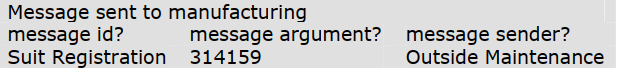 Message sent to manufacturing
message id? message argument? message sender?
Suit Registration 314159 Outside Maintenance